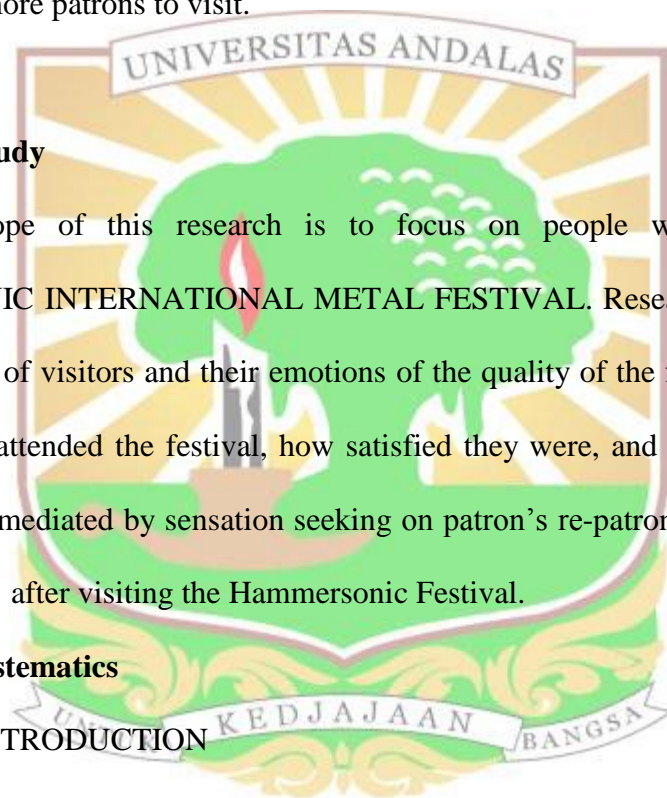 more patrons to visit.
UNIVERSITAS ANDALAS
udy
ope of this research is to focus on people w
IC INTERNATIONAL METAL FESTIVAL. Resea
of visitors and their emotions of the quality of the
attended the festival, how satisfied they were, and
mediated by sensation seeking on patron's re-patron
after visiting the Hammersonic Festival.
stematics
UNTUK KEDJAJAAN BANGSA
TRODUCTION